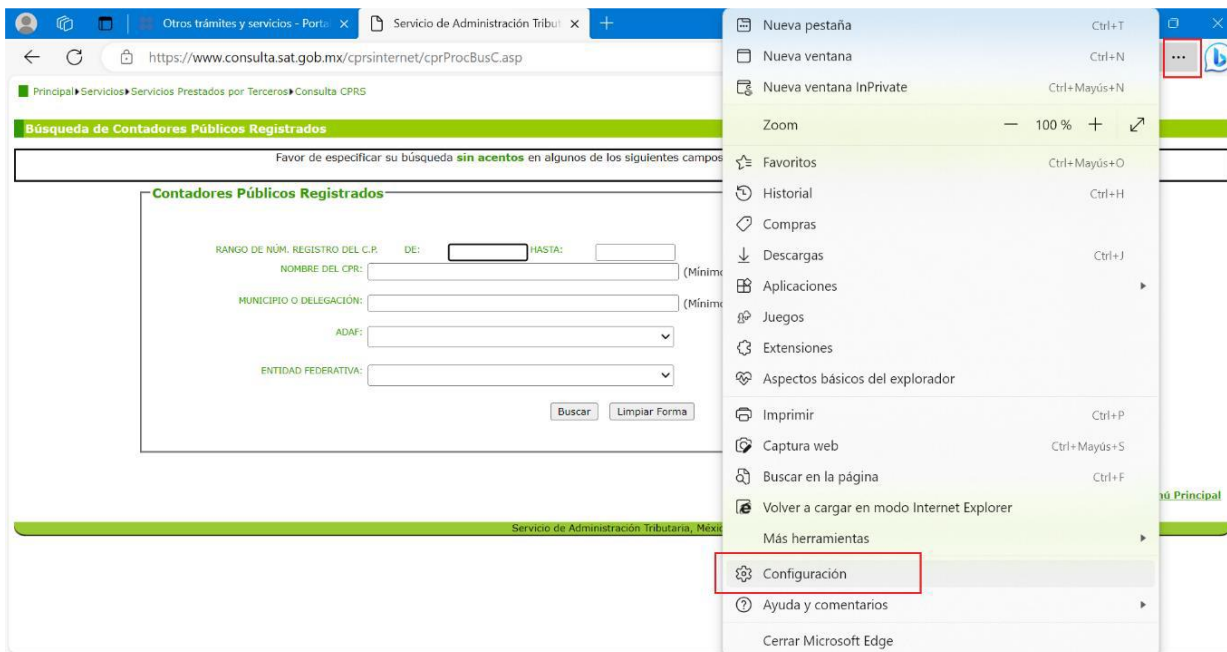 Otros trámites y servicios - Porta
Servicio de Administración Tribut
https://www.consulta.sat.gob.mx/cprsinternet/cprProcBusC.asp
Principal Servicios Servicios Prestados por Terceros Consulta CPRS
Búsqueda de Contadores Públicos Registrados
Favor de especificar su búsqueda sin acentos en algunos de los siguientes campos
Contadores Públicos Registrados
RANGO DE NÚM. REGISTRO DEL C.P. DE: HASTA:
NOMBRE DEL CPR: (Mínimo
MUNICIPIO O DELEGACIÓN: (Mínimo
ADAF:
ENTIDAD FEDERATIVA:
Buscar Limpiar Forma
nú Principal
Servicio de Administración Tributaria, Méxic
Nueva pestaña Ctrl+T
Nueva ventana Ctrl+N
Nueva ventana InPrivate Ctrl+Mayús+N
Zoom — 100 % +
Favoritos Ctrl+Mayús+O
Historial Ctrl+H
Compras
Descargas Ctrl+J
Aplicaciones
Juegos
Extensiones
Aspectos básicos del explorador
Imprimir Ctrl+P
Captura web Ctrl+Mayús+S
Buscar en la página Ctrl+F
Volver a cargar en modo Internet Explorer
Más herramientas
Configuración
Ayuda y comentarios
Cerrar Microsoft Edge